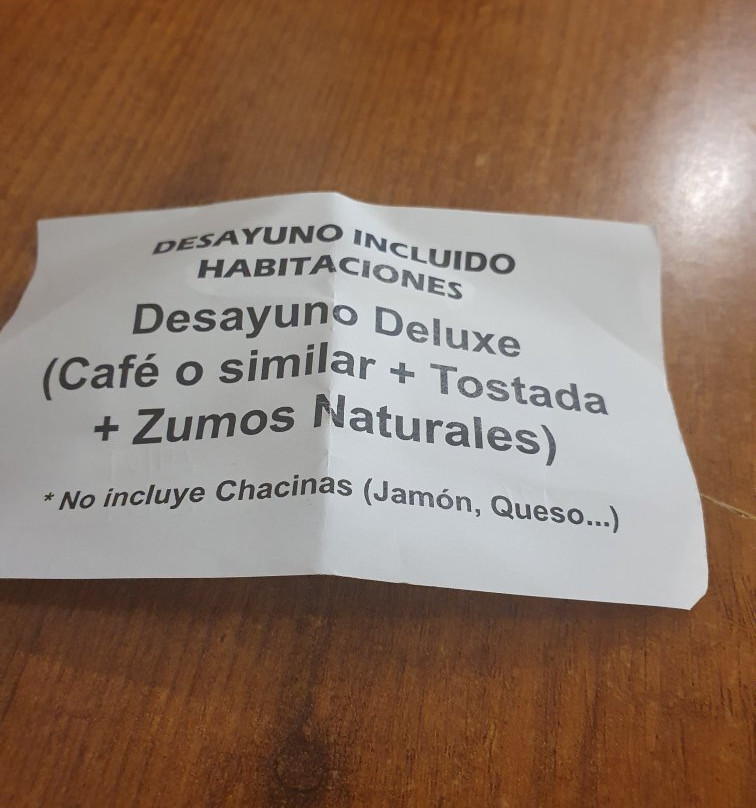 DESAYUNO INCLUIDO
HABITACIONES
Desayuno Deluxe
(Café o similar + Tostada
+ Zumos Naturales)
* No incluye Chacinas (Jamón, Queso...)